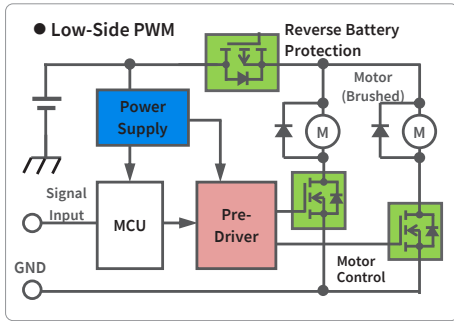 ● Low-Side PWM
Reverse Battery
Protection
Motor
(Brushed)
Power
Supply
M
M
Signal
Input
MCU
Pre-
Driver
GND
Motor
Control